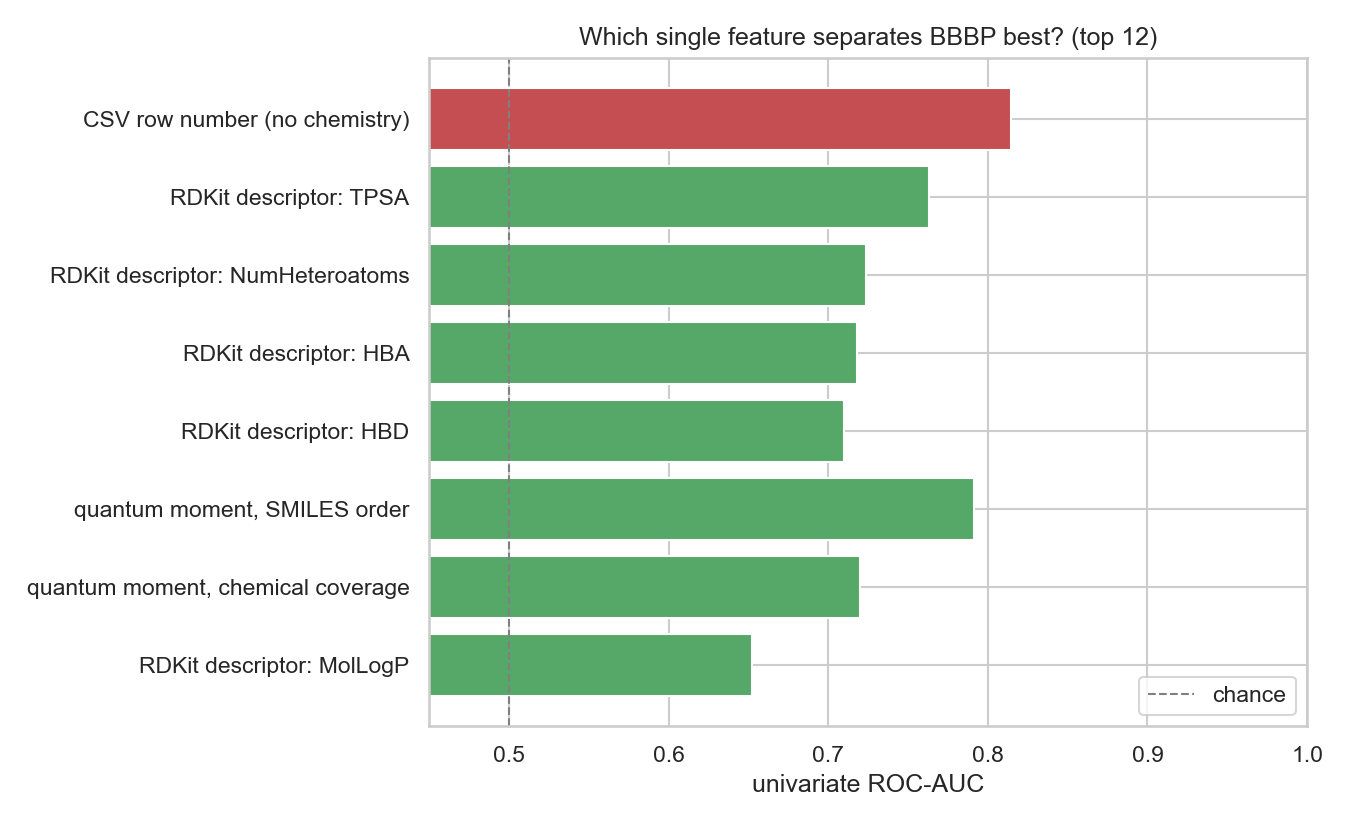 Which single feature separates BBBP best? (top 12)
CSV row number (no chemistry)
RDKit descriptor: TPSA
RDKit descriptor: NumHeteroatoms
RDKit descriptor: HBA
RDKit descriptor: HBD
quantum moment, SMILES order
quantum moment, chemical coverage
RDKit descriptor: MolLogP
chance
0.5 0.6 0.7 0.8 0.9 1.0
univariate ROC-AUC